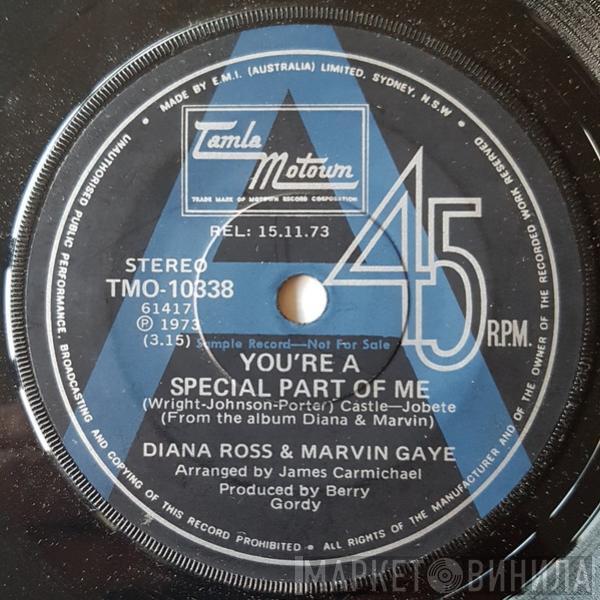 MADE BY E.M.I. (AUSTRALIA) LIMITED, SYDNEY, N.S.W.
Tamla
Motown
TRADE MARK OF MOTOWN RECORD CORPORATION
REL: 15.11.73
STEREO
TMO-10338
61417
℗ 1973
(3.15)
45
R.P.M.
A
Sample Record—Not For Sale
YOU'RE A
SPECIAL PART OF ME
(Wright-Johnson-Porter) Castle—Jobete
(From the album Diana & Marvin)
DIANA ROSS & MARVIN GAYE
Arranged by James Carmichael
Produced by Berry
Gordy
UNAUTHORISED PUBLIC PERFORMANCE, BROADCASTING AND COPYING OF THIS RECORD PROHIBITED • ALL RIGHTS OF THE MANUFACTURER AND OF THE OWNER OF THE RECORDED WORK RESERVED
МАРКЕТ ВИНИЛА